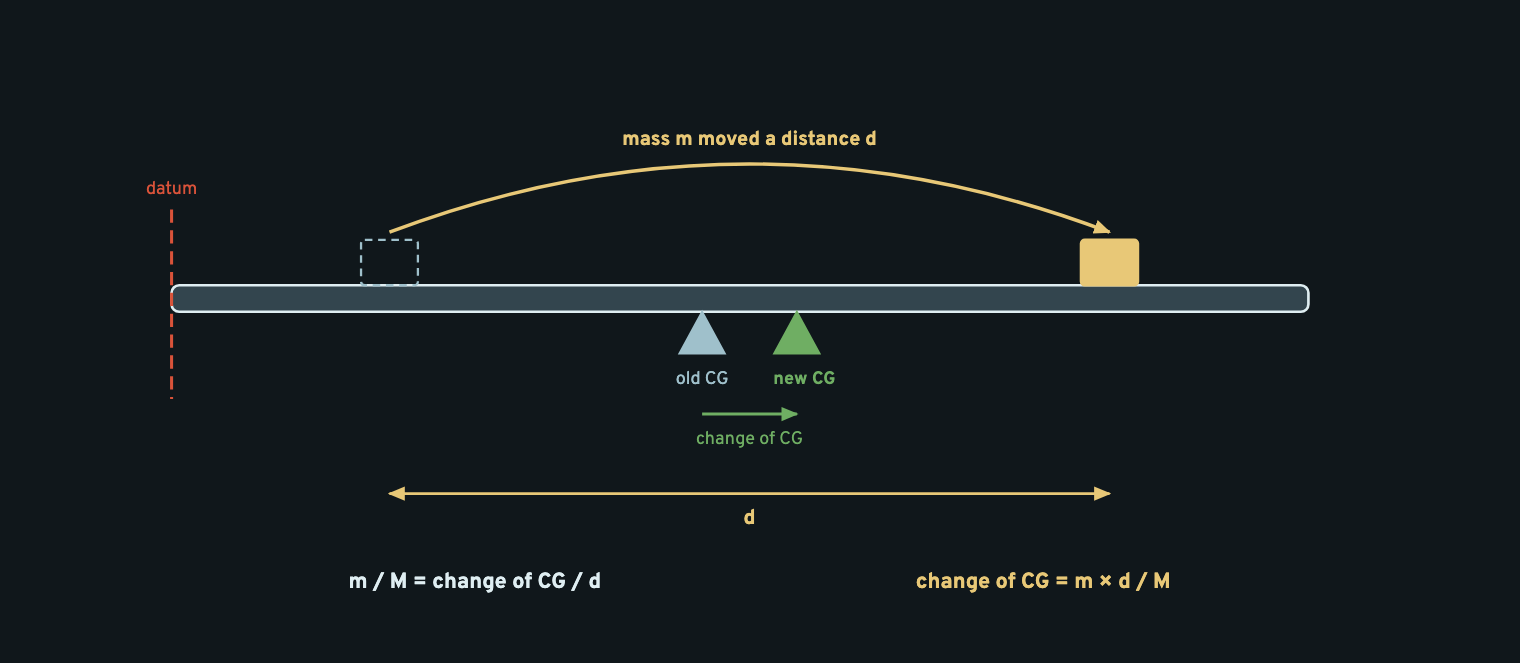 mass m moved a distance d
datum
old CG
new CG
change of CG
d
m / M = change of CG / d
change of CG = m × d / M